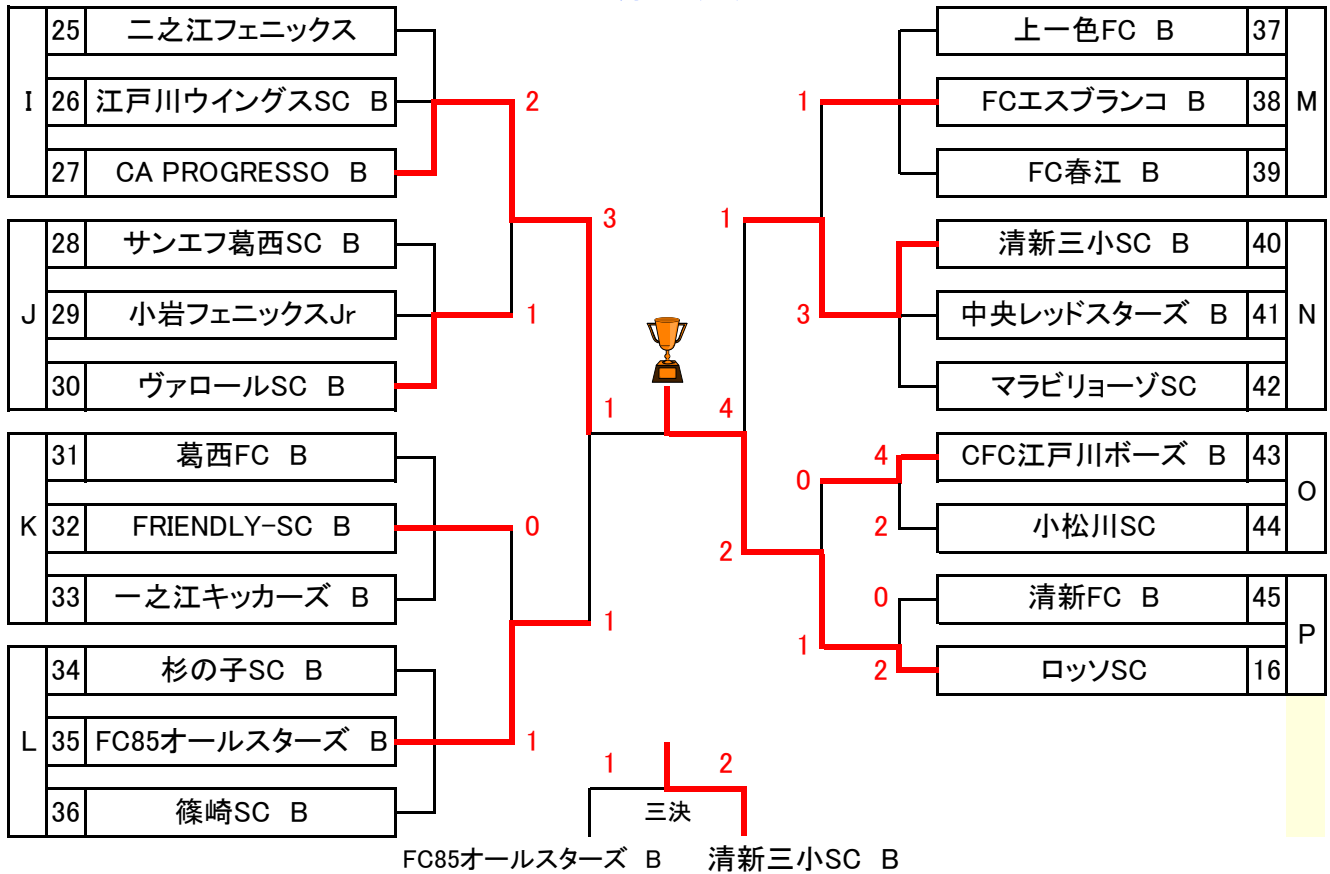 I
25 二之江フェニックス
26 江戸川ウイングスSC B
27 CA PROGRESSO B
2
J
28 サンエフ葛西SC B
29 小岩フェニックスJr
30 ヴァロールSC B
1
3
K
31 葛西FC B
32 FRIENDLY-SC B
33 一之江キッカーズ B
0
L
34 杉の子SC B
35 FC85オールスターズ B
36 篠崎SC B
1
1
1
4
上一色FC B 37
FCエスブランコ B 38
FC春江 B 39
M
1
清新三小SC B 40
中央レッドスターズ B 41
マラビリョーゾSC 42
N
3
1
CFC江戸川ボーズ B 43
小松川SC 44
O
4
2
0
清新FC B 45
ロッソSC 16
P
0
2
1
2
1 2
三決
FC85オールスターズ B 清新三小SC B